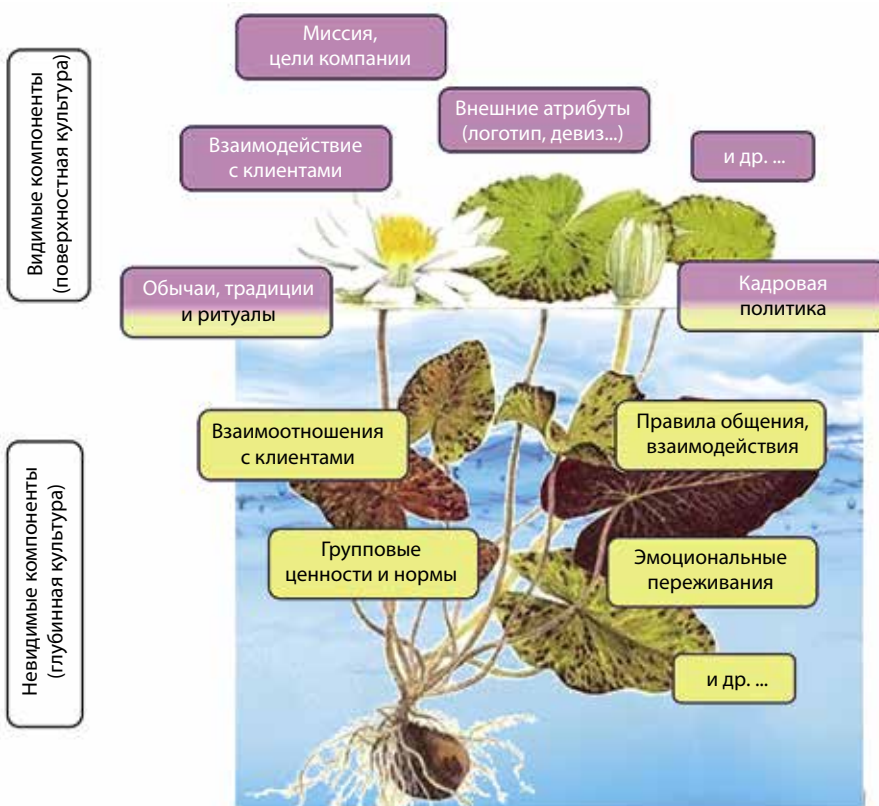 Видимые компоненты
(поверхностная культура)
Миссия,
цели компании
Внешние атрибуты
(логотип, девиз...)
Взаимодействие
с клиентами
и др. ...
Обычаи, традиции
и ритуалы
Кадровая
политика
Невидимые компоненты
(глубинная культура)
Взаимоотношения
с клиентами
Правила общения,
взаимодействия
Групповые
ценности и нормы
Эмоциональные
переживания
и др. ...